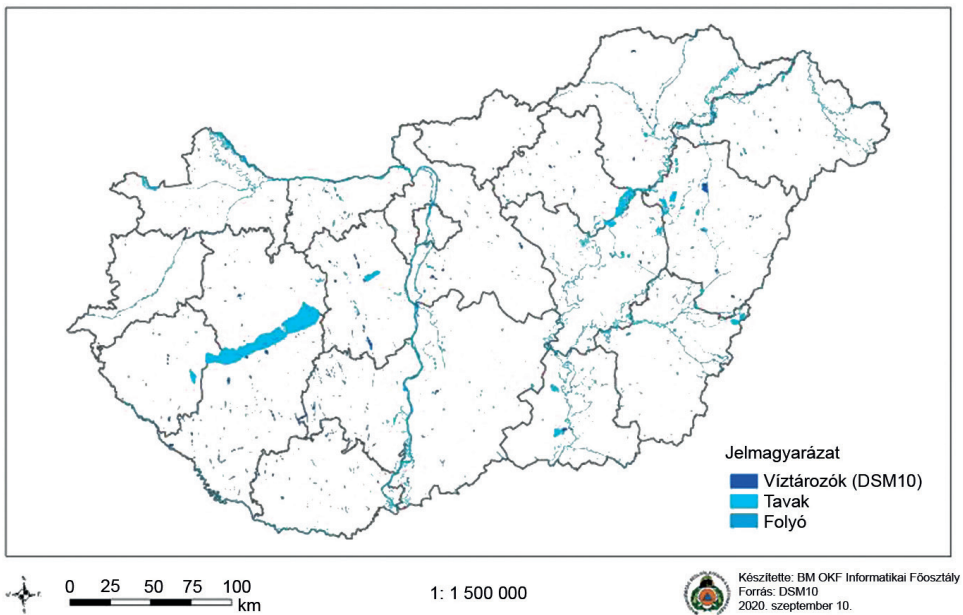 Jelmagyarázat
Víztározók (DSM10)
Tavak
Folyó
0 25 50 75 100
km
1: 1 500 000
Készítette: BM OKF Informatikai Főosztály
Forrás: DSM10
2020. szeptember 10.